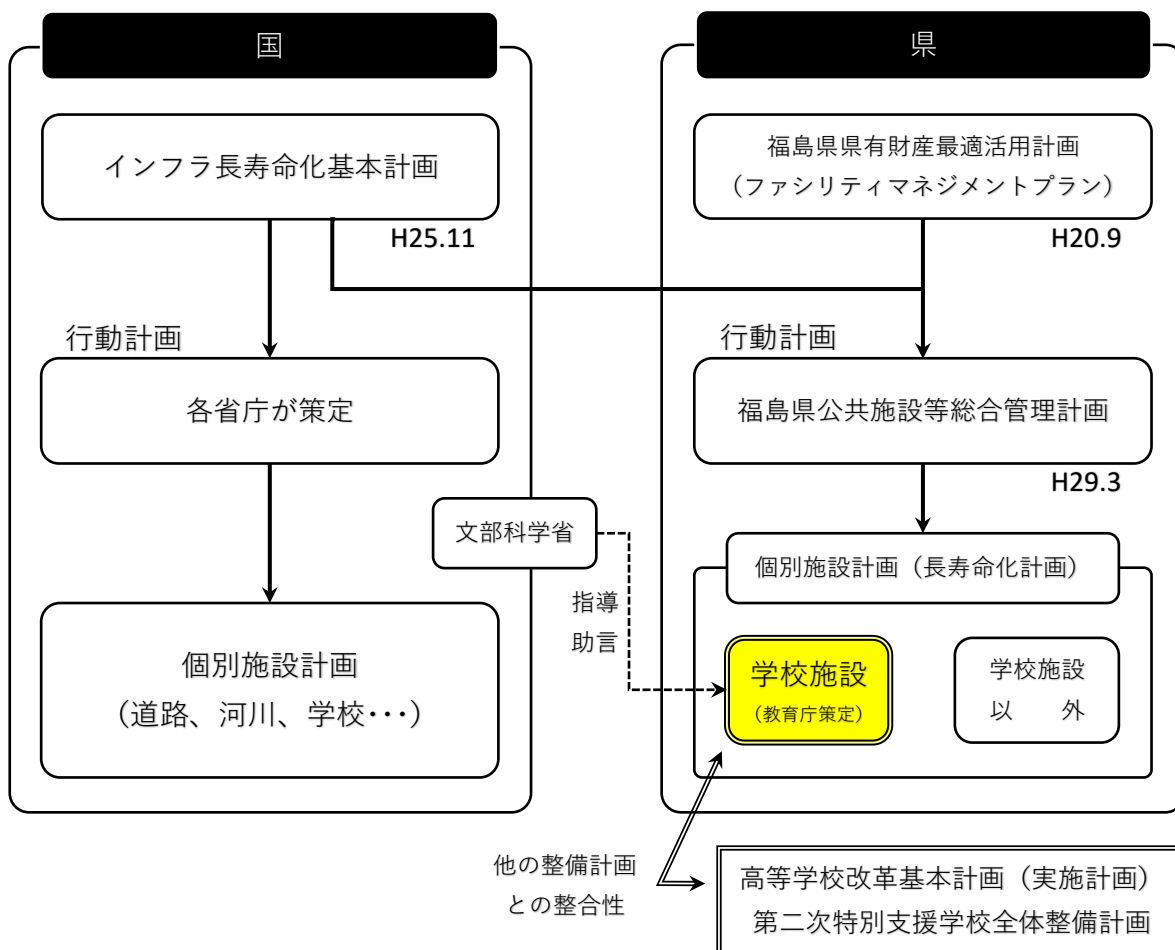 国
インフラ長寿命化基本計画
H25.11
行動計画
各省庁が策定
文部科学省
指導
助言
個別施設計画
（道路、河川、学校･･･）
県
福島県県有財産最適活用計画
（ファシリティマネジメントプラン）
H20.9
行動計画
福島県公共施設等総合管理計画
H29.3
個別施設計画（長寿命化計画）
学校施設
（教育庁策定）
学校施設
以　　外
他の整備計画
との整合性
高等学校改革基本計画（実施計画）
第二次特別支援学校全体整備計画